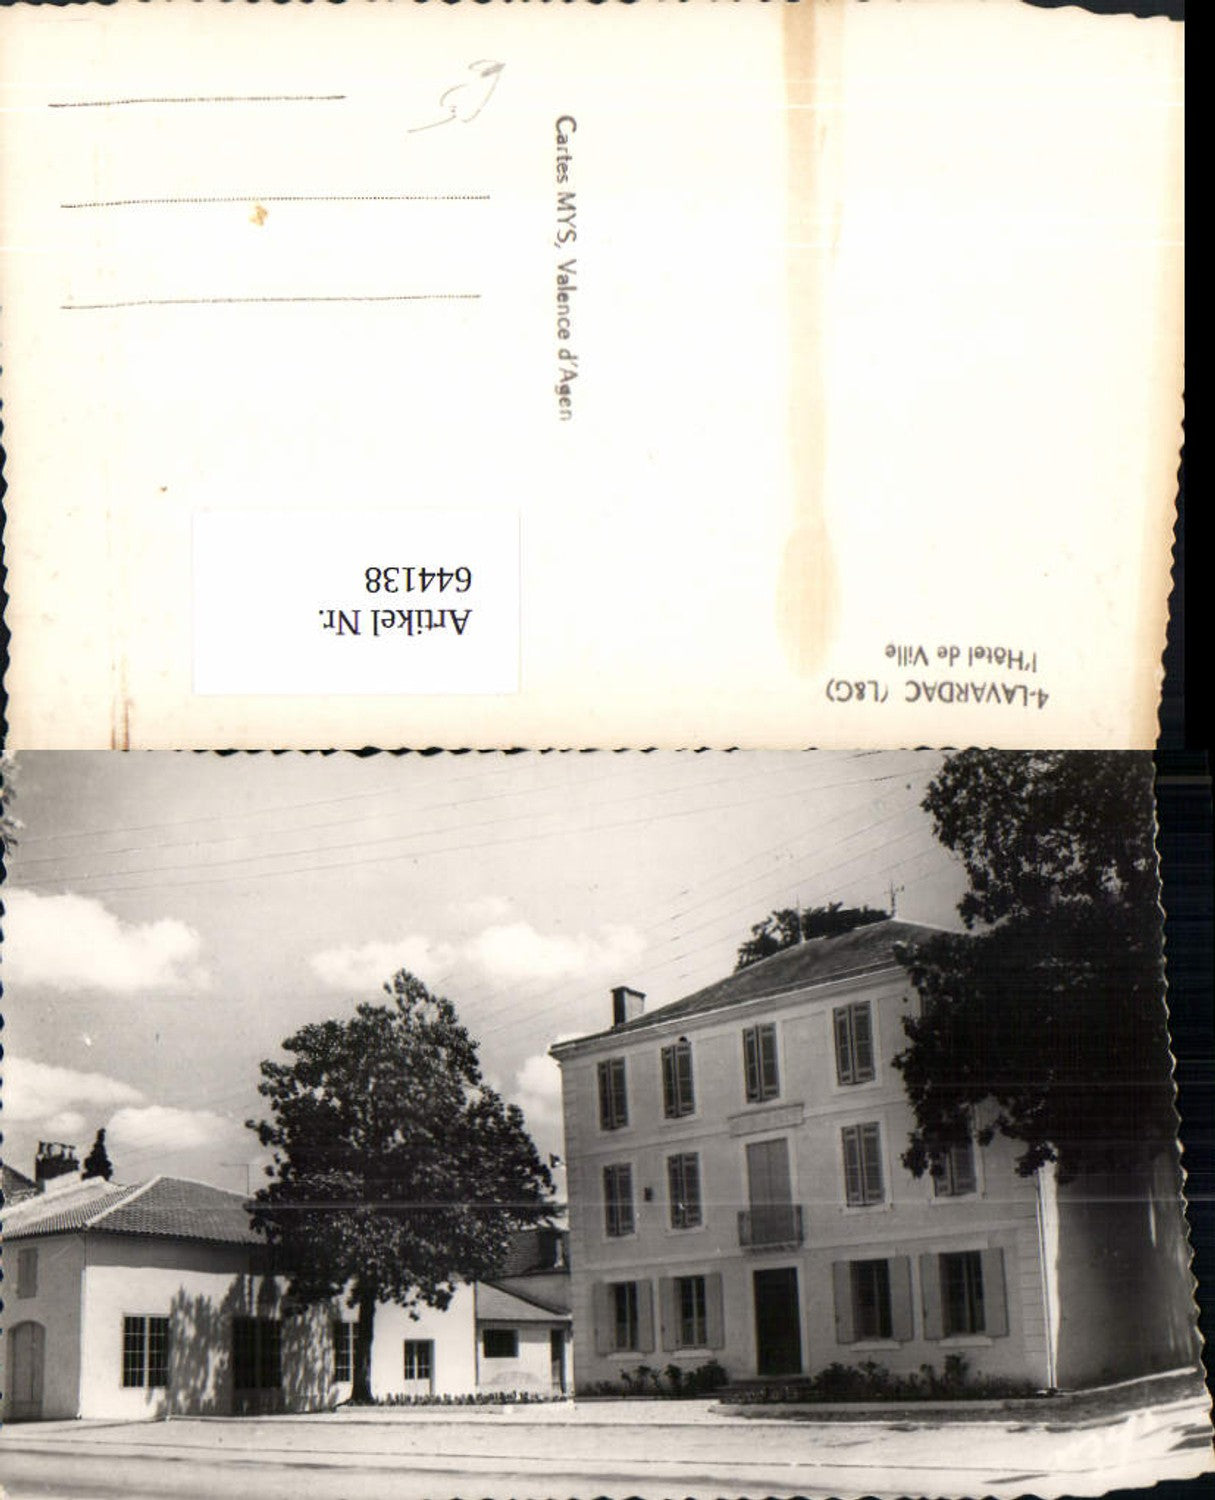 4-LAVARDAC (L&G)
l'Hôtel de Ville
Cartes MYS, Valence d'Agen
Artikel Nr.
644138